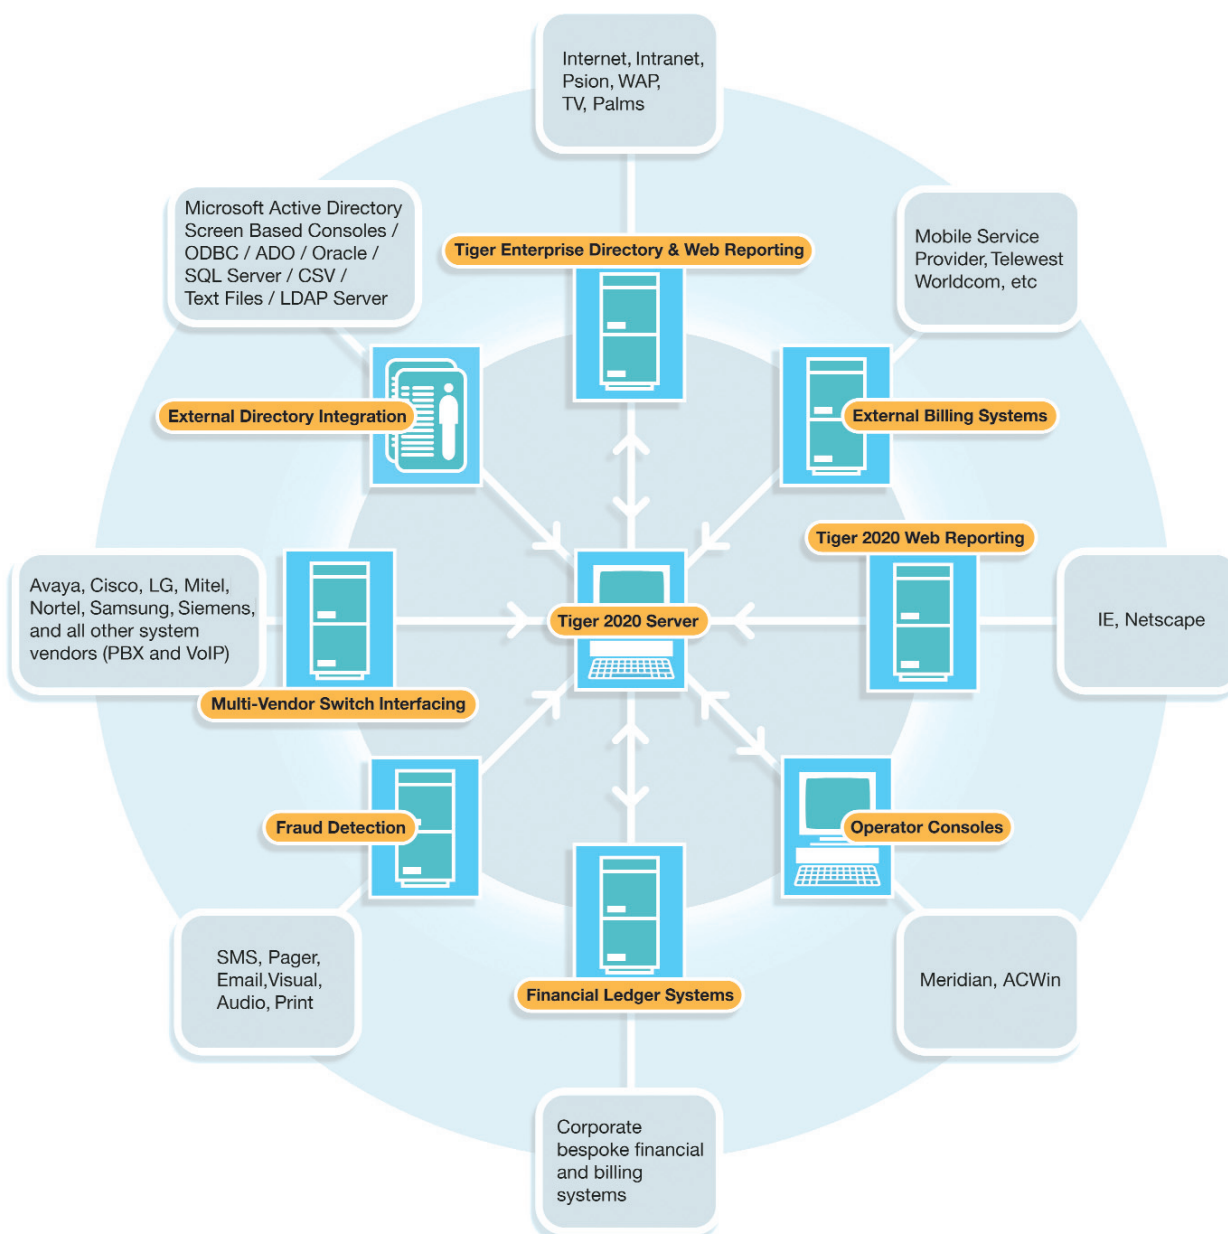 Internet, Intranet,
Psion, WAP,
TV, Palms
Microsoft Active Directory
Screen Based Consoles /
ODBC / ADO / Oracle /
SQL Server / CSV /
Text Files / LDAP Server
Mobile Service
Provider, Telewest
Worldcom, etc
Tiger Enterprise Directory & Web Reporting
External Directory Integration
External Billing Systems
Tiger 2020 Web Reporting
Avaya, Cisco, LG, Mitel,
Nortel, Samsung, Siemens,
and all other system
vendors (PBX and VoIP)
Tiger 2020 Server
IE, Netscape
Multi-Vendor Switch Interfacing
Fraud Detection
Operator Consoles
SMS, Pager,
Email,Visual,
Audio, Print
Financial Ledger Systems
Meridian, ACWin
Corporate
bespoke financial
and billing
systems